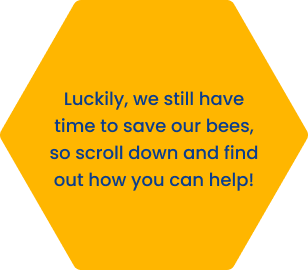 Luckily, we still have
time to save our bees,
so scroll down and find
out how you can help!